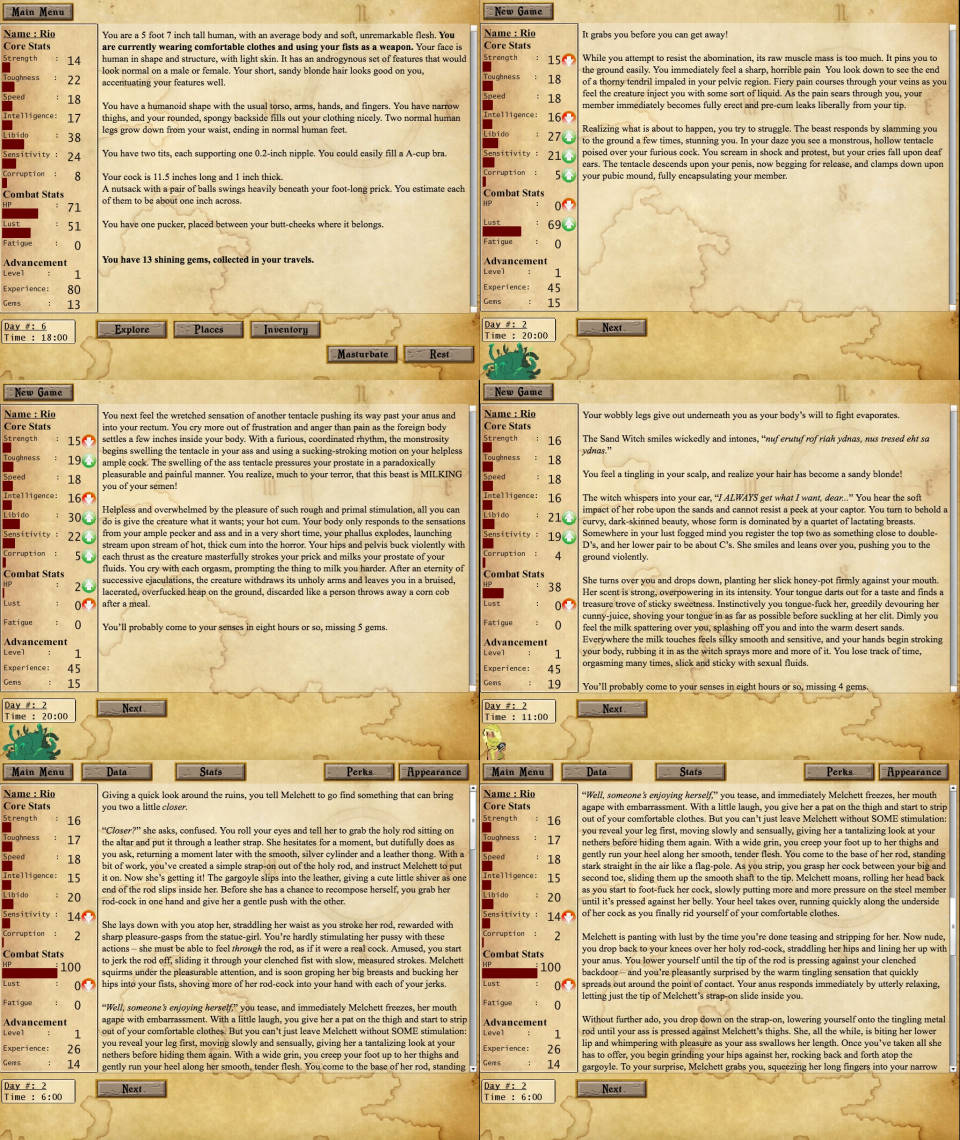 Main Menu
Name : Rio
Core Stats
Strength : 14
Toughness : 22
Speed : 18
Intelligence: 17
Libido : 38
Sensitivity : 24
Corruption : 8
Combat Stats
HP : 71
Lust : 51
Fatigue : 0
Advancement
Level : 1
Experience: 80
Gems : 13
You are a 5 foot 7 inch tall human, with an average body and soft, unremarkable flesh. You
are currently wearing comfortable clothes and using your fists as a weapon. Your face is
human in shape and structure, with light skin. It has an androgynous set of features that would
look normal on a male or female. Your short, sandy blonde hair looks good on you,
accentuating your features well.
You have a humanoid shape with the usual torso, arms, hands, and fingers. You have narrow
thighs, and your rounded, spongy backside fills out your clothing nicely. Two normal human
legs grow down from your waist, ending in normal human feet.
You have two tits, each supporting one 0.2-inch nipple. You could easily fill a A-cup bra.
Your cock is 11.5 inches long and 1 inch thick.
A nutsack with a pair of balls swings heavily beneath your foot-long prick. You estimate each
of them to be about one inch across.
You have one pucker, placed between your butt-cheeks where it belongs.
You have 13 shining gems, collected in your travels.
Day #: 6
Time : 18:00
Explore
Places
Inventory
Masturbate
Rest
New Game
Name : Rio
Core Stats
Strength : 15
Toughness : 18
Speed : 18
Intelligence: 16
Libido : 27
Sensitivity : 21
Corruption : 5
Combat Stats
HP : 0
Lust : 69
Fatigue : 0
Advancement
Level : 1
Experience: 45
Gems : 15
It grabs you before you can get away!
While you attempt to resist the abomination, its raw muscle mass is too much. It pins you to
the ground easily. You immediately feel a sharp, horrible pain. You look down to see the end
of a thorny tendril impaled in your pelvic region. Fiery pain courses through your veins as you
feel the creature inject you with some sort of liquid. As the pain sears through you, your
member immediately becomes fully erect and pre-cum leaks liberally from your tip.
Realizing what is about to happen, you try to struggle. The beast responds by slamming you
to the ground a few times, stunning you. In your daze you see a monstrous, hollow tentacle
poised over your furious cock. You scream in shock and protest, but your cries fall upon deaf
ears. The tentacle descends upon your penis, now begging for release, and clamps down upon
your pubic mound, fully encapsulating your member.
Day #: 2
Time : 20:00
Next
New Game
Name : Rio
Core Stats
Strength : 15
Toughness : 19
Speed : 18
Intelligence: 16
Libido : 30
Sensitivity : 22
Corruption : 5
Combat Stats
HP : 2
Lust : 0
Fatigue : 0
Advancement
Level : 1
Experience: 45
Gems : 15
You next feel the wretched sensation of another tentacle pushing its way past your anus and
into your rectum. You cry more out of frustration and anger than pain as the foreign body
settles a few inches inside your body. With a furious, coordinated rhythm, the monstrosity
begins swelling the tentacle in your ass and using a sucking-stroking motion on your helpless
ample cock. The swelling of the ass tentacle pressures your prostate in a paradoxically
pleasurable and painful manner. You realize, much to your terror, that this beast is MILKING
you of your semen!
Helpless and overwhelmed by the pleasure of such rough and primal stimulation, all you can
do is give the creature what it wants; your hot cum. Your body only responds to the sensations
from your ample pecker and ass and in a very short time, your phallus explodes, launching
stream upon stream of hot, thick cum into the horror. Your hips and pelvis buck violently with
each thrust as the creature masterfully strokes your prick and milks your prostate of your
fluids. You cry with each orgasm, prompting the thing to milk you harder. After an eternity of
successive ejaculations, the creature withdraws its unholy arms and leaves you in a bruised,
lacerated, overfucked heap on the ground, discarded like a person throws away a corn cob
after a meal.
You'll probably come to your senses in eight hours or so, missing 5 gems.
Day #: 2
Time : 20:00
Next
New Game
Name : Rio
Core Stats
Strength : 16
Toughness : 18
Speed : 18
Intelligence: 16
Libido : 21
Sensitivity : 19
Corruption : 4
Combat Stats
HP : 38
Lust : 0
Fatigue : 0
Advancement
Level : 1
Experience: 45
Gems : 19
Your wobbly legs give out underneath you as your body's will to fight evaporates.
The Sand Witch smiles wickedly and intones, “nuf erutuf rof riah ydnas, nus tresed eht sa
ydnas.”
You feel a tingling in your scalp, and realize your hair has become a sandy blonde!
The witch whispers into your ear, “I ALWAYS get what I want, dear...” You hear the soft
impact of her robe upon the sands and cannot resist a peek at your captor. You turn to behold a
curvy, dark-skinned beauty, whose form is dominated by a quartet of lactating breasts.
Somewhere in your lust fogged mind you register the top two as something close to double-
D's, and her lower pair to be about C's. She smiles and leans over you, pushing you to the
ground violently.
She turns over you and drops down, planting her slick honey-pot firmly against your mouth.
Her scent is strong, overpowering in its intensity. Your tongue darts out for a taste and finds a
treasure trove of sticky sweetness. Instinctively you tongue-fuck her, greedily devouring her
cunny-juice, shoving your tongue in as far as possible before suckling at her clit. Dimly you
feel the milk spattering over you, splashing off you and into the warm desert sands.
Everywhere the milk touches feels silky smooth and sensitive, and your hands begin stroking
your body, rubbing it in as the witch sprays more and more of it. You lose track of time,
orgasming many times, slick and sticky with sexual fluids.
You'll probably come to your senses in eight hours or so, missing 4 gems.
Day #: 2
Time : 11:00
Next
Main Menu
Data
Stats
Perks
Appearance
Name : Rio
Core Stats
Strength : 16
Toughness : 17
Speed : 18
Intelligence: 15
Libido : 20
Sensitivity : 14
Corruption : 2
Combat Stats
HP : 100
Lust : 0
Fatigue : 0
Advancement
Level : 1
Experience: 26
Gems : 14
Giving a quick look around the ruins, you tell Melchett to go find something that can bring
you two a little closer.
“Closer?” she asks, confused. You roll your eyes and tell her to grab the holy rod sitting on
the altar and put it through a leather strap. She hesitates for a moment, but dutifully does as
you ask, returning a moment later with the smooth, silver cylinder and a leather thong. With a
bit of work, you've created a simple strap-on out of the holy rod, and instruct Melchett to put
it on. Now she's getting it! The gargoyle slips into the leather, giving a cute little shiver as one
end of the rod slips inside her. Before she has a chance to recompose herself, you grab her
rod-cock in one hand and give her a gentle push with the other.
She lays down with you atop her, straddling her waist as you stroke her rod, rewarded with
sharp pleasure-gasps from the statue-girl. You're hardly stimulating her pussy with these
actions – she must be able to feel through the rod, as if it were a real cock. Amused, you start
to jerk the rod off, sliding it through your clenched fist with slow, measured strokes. Melchett
squirms under the pleasurable attention, and is soon groping her big breasts and bucking her
hips into your fists, shoving more of her rod-cock into your hand with each of your jerks.
“Well, someone's enjoying herself,” you tease, and immediately Melchett freezes, her mouth
agape with embarrassment. With a little laugh, you give her a pat on the thigh and start to strip
out of your comfortable clothes. But you can't just leave Melchett without SOME stimulation:
you reveal your leg first, moving slowly and sensually, giving her a tantalizing look at your
nethers before hiding them again. With a wide grin, you creep your foot up to her thighs and
gently run your heel along her smooth, tender flesh. You come to the base of her rod, standing
Day #: 2
Time : 6:00
Next
Main Menu
Data
Stats
Perks
Appearance
Name : Rio
Core Stats
Strength : 16
Toughness : 17
Speed : 18
Intelligence: 15
Libido : 20
Sensitivity : 14
Corruption : 2
Combat Stats
HP : 100
Lust : 0
Fatigue : 0
Advancement
Level : 1
Experience: 26
Gems : 14
“Well, someone's enjoying herself,” you tease, and immediately Melchett freezes, her mouth
agape with embarrassment. With a little laugh, you give her a pat on the thigh and start to strip
out of your comfortable clothes. But you can't just leave Melchett without SOME stimulation:
you reveal your leg first, moving slowly and sensually, giving her a tantalizing look at your
nethers before hiding them again. With a wide grin, you creep your foot up to her thighs and
gently run your heel along her smooth, tender flesh. You come to the base of her rod, standing
stark straight in the air like a flag-pole. As you strip, you grasp her cock between your big and
second toe, sliding them up the smooth shaft to the tip. Melchett moans, rolling her head back
as you start to foot-fuck her cock, slowly putting more and more pressure on the steel member
until it's pressed against her belly. Your heel takes over, running quickly along the underside
of her cock as you finally rid yourself of your comfortable clothes.
Melchett is panting with lust by the time you're done teasing and stripping for her. Now nude,
you drop back to your knees over her holy rod-cock, straddling her hips and lining her up with
your anus. You lower yourself until the tip of the rod is pressing against your clenched
backdoor – and you're pleasantly surprised by the warm tingling sensation that quickly
spreads out around the point of contact. Your anus responds immediately by utterly relaxing,
letting just the tip of Melchett's strap-on slide inside you.
Without further ado, you drop down on the strap-on, lowering yourself onto the tingling metal
rod until your ass is pressed against Melchett's thighs. She, all the while, is biting her lower
lip and whimpering with pleasure as your ass swallows her length. Once you've taken all she
has to offer, you begin grinding your hips against her, rocking back and forth atop the
gargoyle. To your surprise, Melchett grabs you, squeezing her long fingers into your narrow
Day #: 2
Time : 6:00
Next